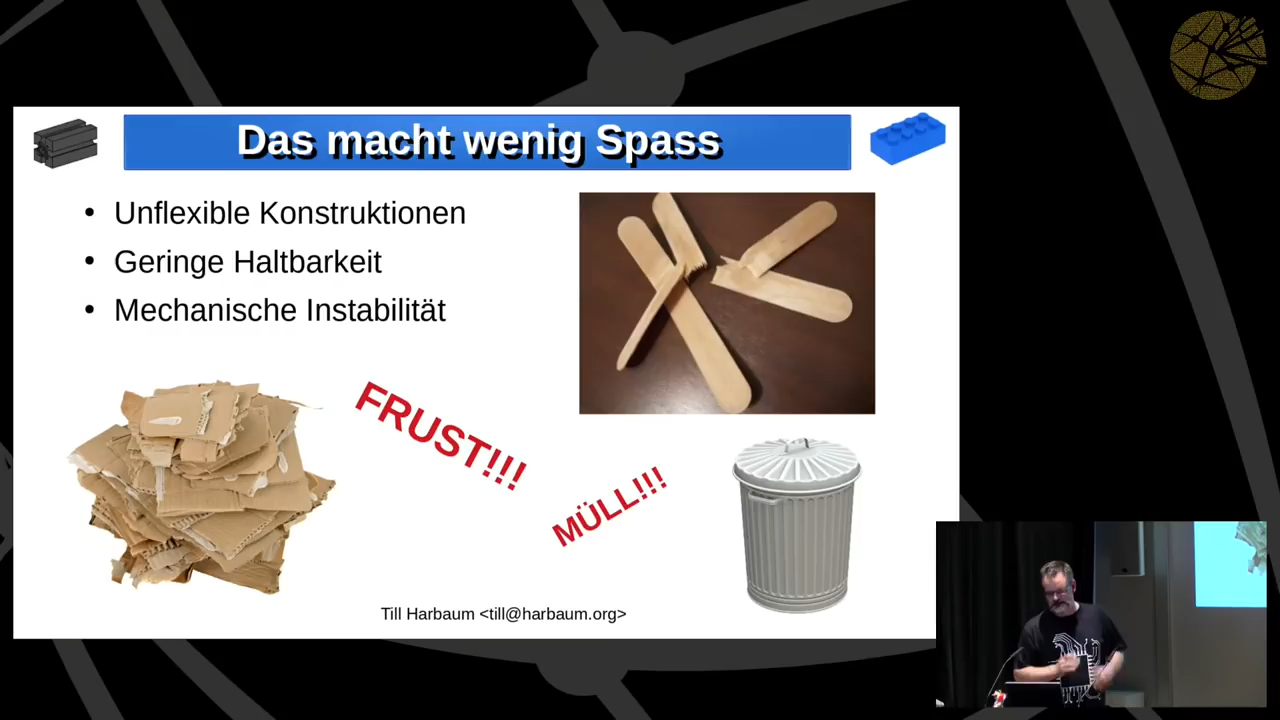 Das macht wenig Spass
• Unflexible Konstruktionen
• Geringe Haltbarkeit
• Mechanische Instabilität
FRUST!!!
MÜLL!!!
Till Harbaum <till@harbaum.org>